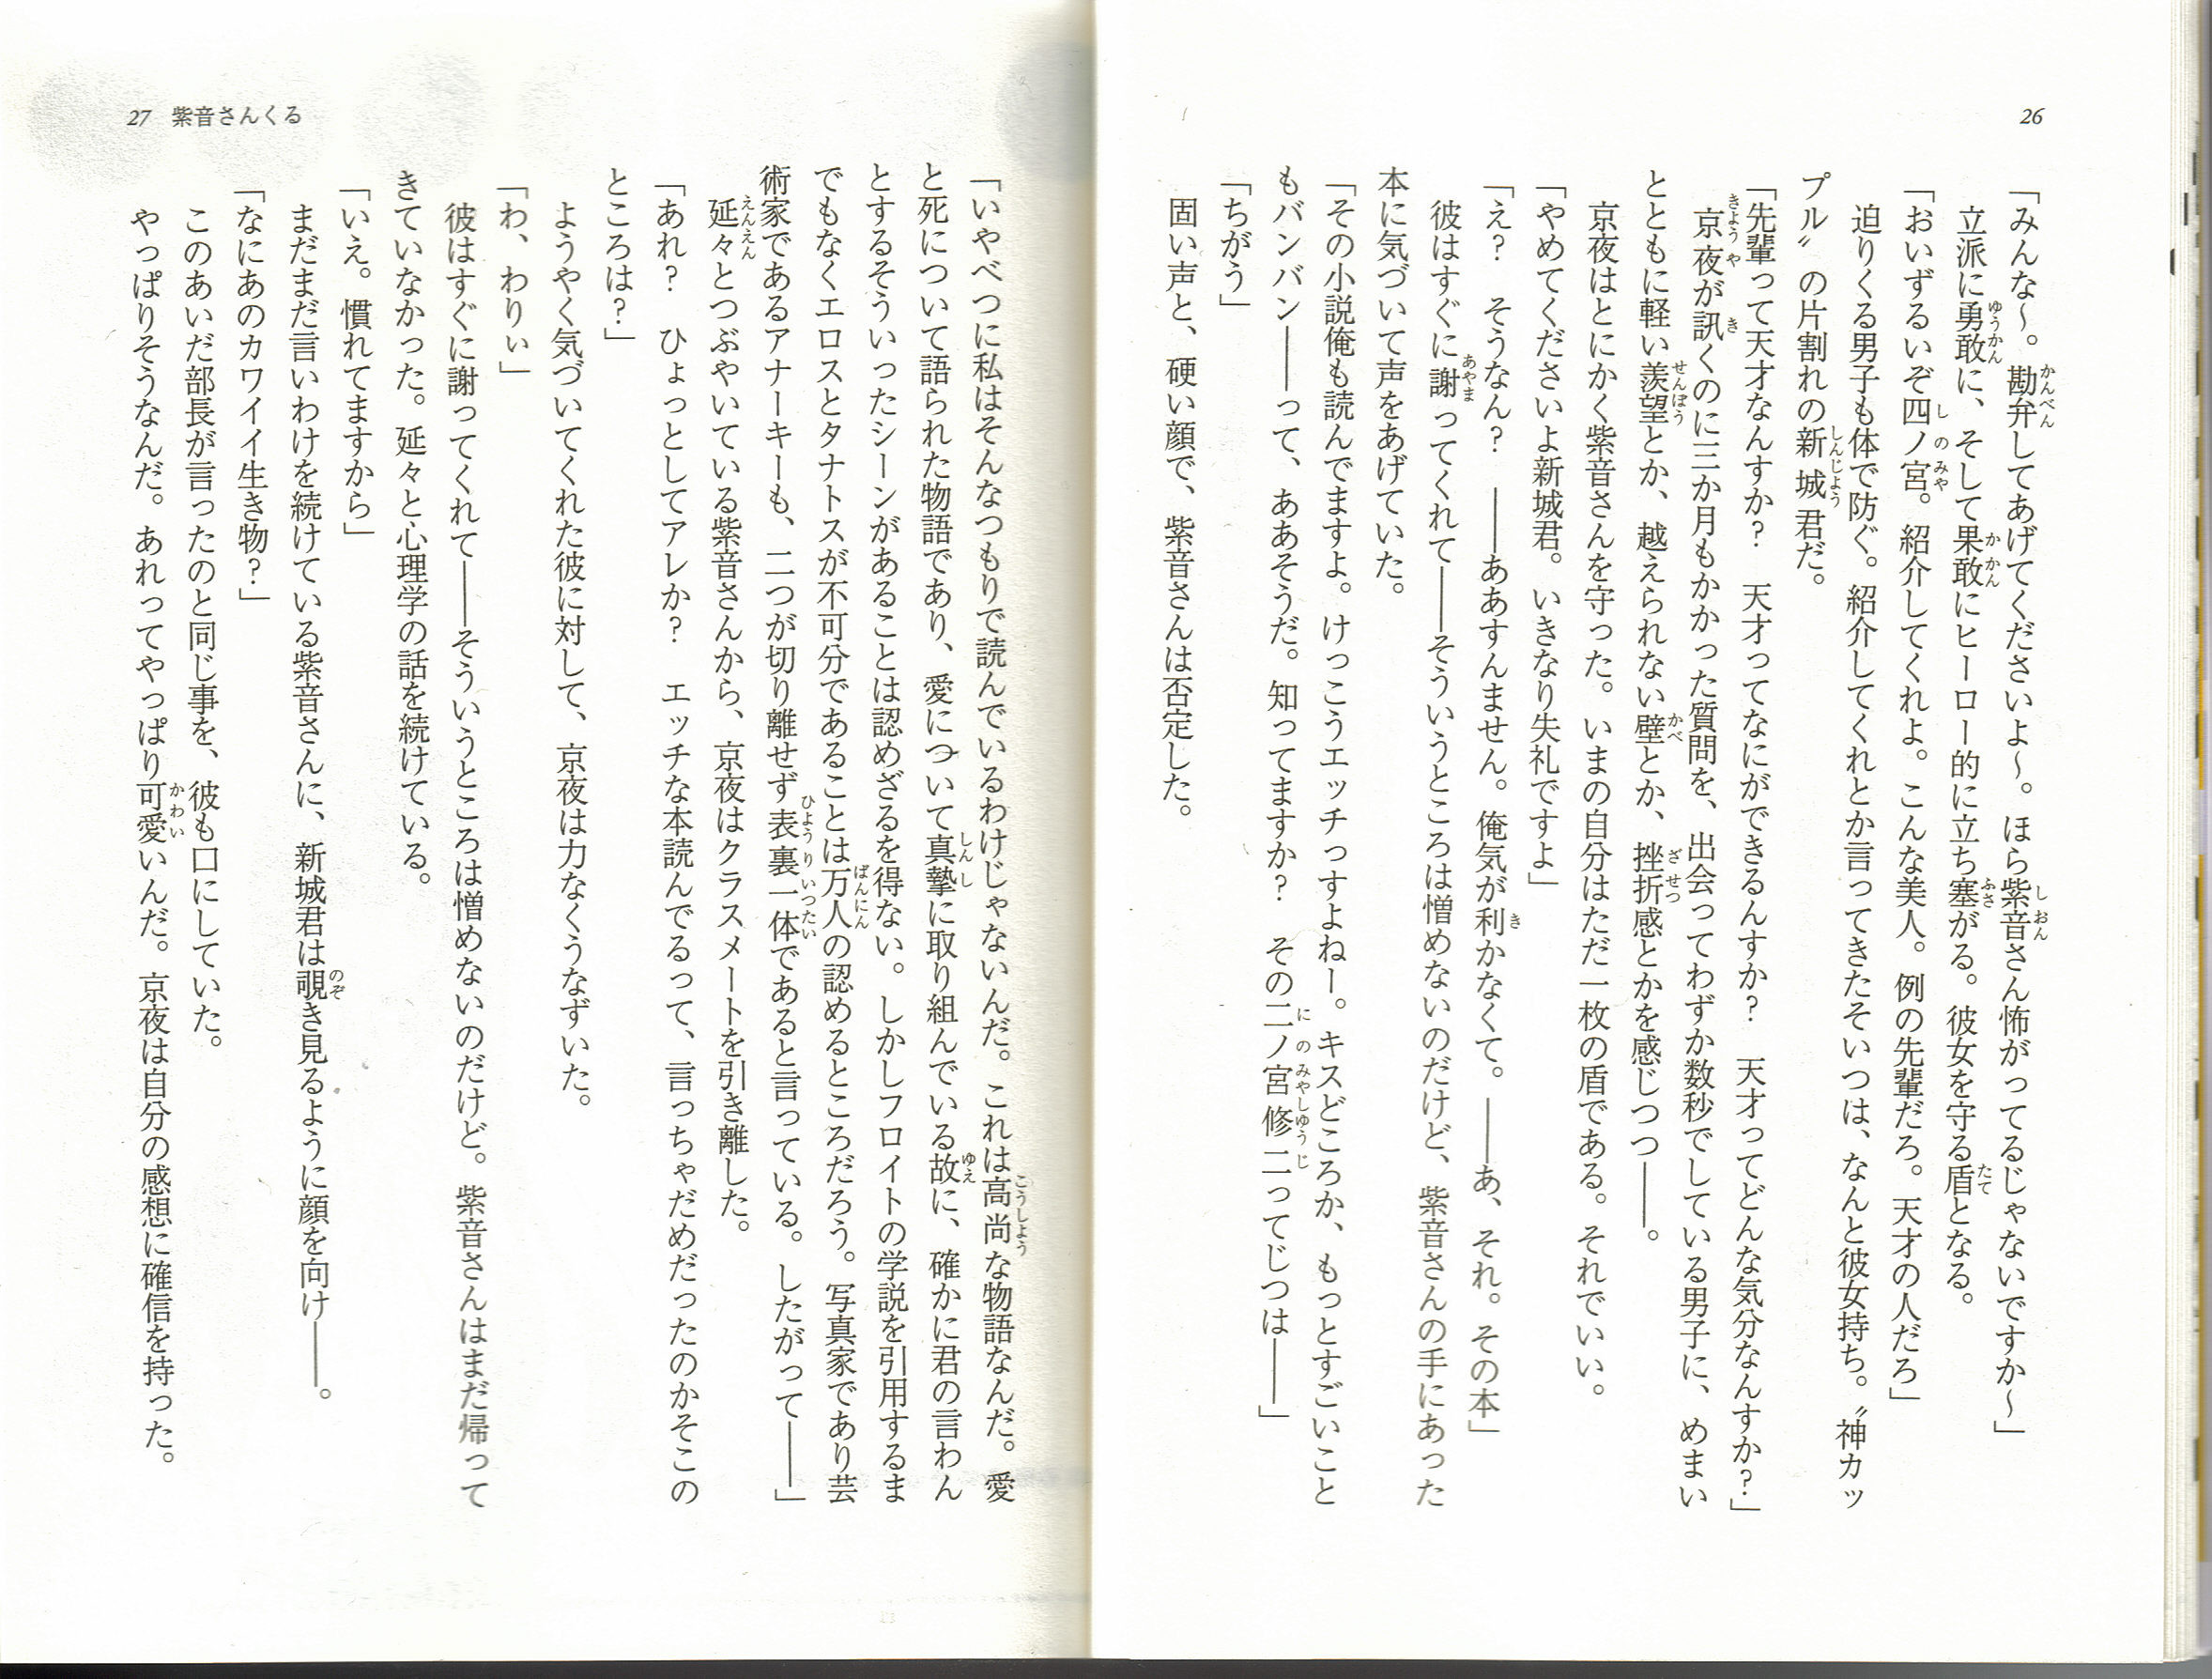 26
「みんな～。勘弁してあげてくださいよ～。ほら紫音さん怖がってるじゃないですか～」
立派に勇敢に、そして果敢にヒーロー的に立ち塞がる。彼女を守る盾となる。
「おいずるいぞ四ノ宮。紹介してくれよ。こんな美人。例の先輩だろ。天才の人だろ」
迫りくる男子も体で防ぐ。紹介してくれとか言ってきたそいつは、なんと彼女持ち。〝神カッ
プル〟の片割れの新城君だ。
「先輩って天才なんすか？　天才ってなにができるんすか？　天才ってどんな気分なんすか？」
京夜が訊くのに三か月もかかった質問を、出会ってわずか数秒でしている男子に、めまい
とともに軽い羨望とか、越えられない壁とか、挫折感とかを感じつつ――。
京夜はとにかく紫音さんを守った。いまの自分はただ一枚の盾である。それでいい。
「やめてくださいよ新城君。いきなり失礼ですよ」
「え？　そうなん？　――あすんません。俺気が利かなくて。――あ、それ。その本」
彼はすぐに謝ってくれて――そういうところは憎めないのだけど、紫音さんの手にあった
本に気づいて声をあげていた。
「その小説俺も読んでますよ。けっこうエッチっすよねー。キスどころか、もっとすごいこと
もバンバン――って、ああそうだ。知ってますか？　その二ノ宮修二ってじつは――」
「ちがう」
固い声と、硬い顔で、紫音さんは否定した。
27　紫音さんくる
「いやべつに私はそんなつもりで読んでいるわけじゃないんだ。これは高尚な物語なんだ。愛
と死について語られた物語であり、愛について真摯に取り組んでいる故に、確かに君の言わん
とするそういったシーンがあることは認めざるを得ない。しかしフロイトの学説を引用するま
でもなくエロスとタナトスが不可分であることは万人の認めるところだろう。写真家であり芸
術家であるアナーキーも、二つが切り離せず表裏一体であると言っている。したがって――」
延々とつぶやいている紫音さんから、京夜はクラスメートを引き離した。
「あれ？　ひょっとしてアレか？　エッチな本読んでるって、言っちゃだめだったのかそこの
ところは？」
ようやく気づいてくれた彼に対して、京夜は力なくうなずいた。
「わ、わりぃ」
彼はすぐに謝ってくれて――そういうところは憎めないのだけど。紫音さんはまだ帰って
きていなかった。延々と心理学の話を続けている。
「いえ。慣れてますから」
まだまだ言いわけを続けている紫音さんに、新城君は覗き見るように顔を向け――。
「なにあのカワイイ生き物？」
このあいだ部長が言ったのと同じ事を、彼も口にしていた。
やっぱりそうなんだ。あれってやっぱり可愛いんだ。京夜は自分の感想に確信を持った。